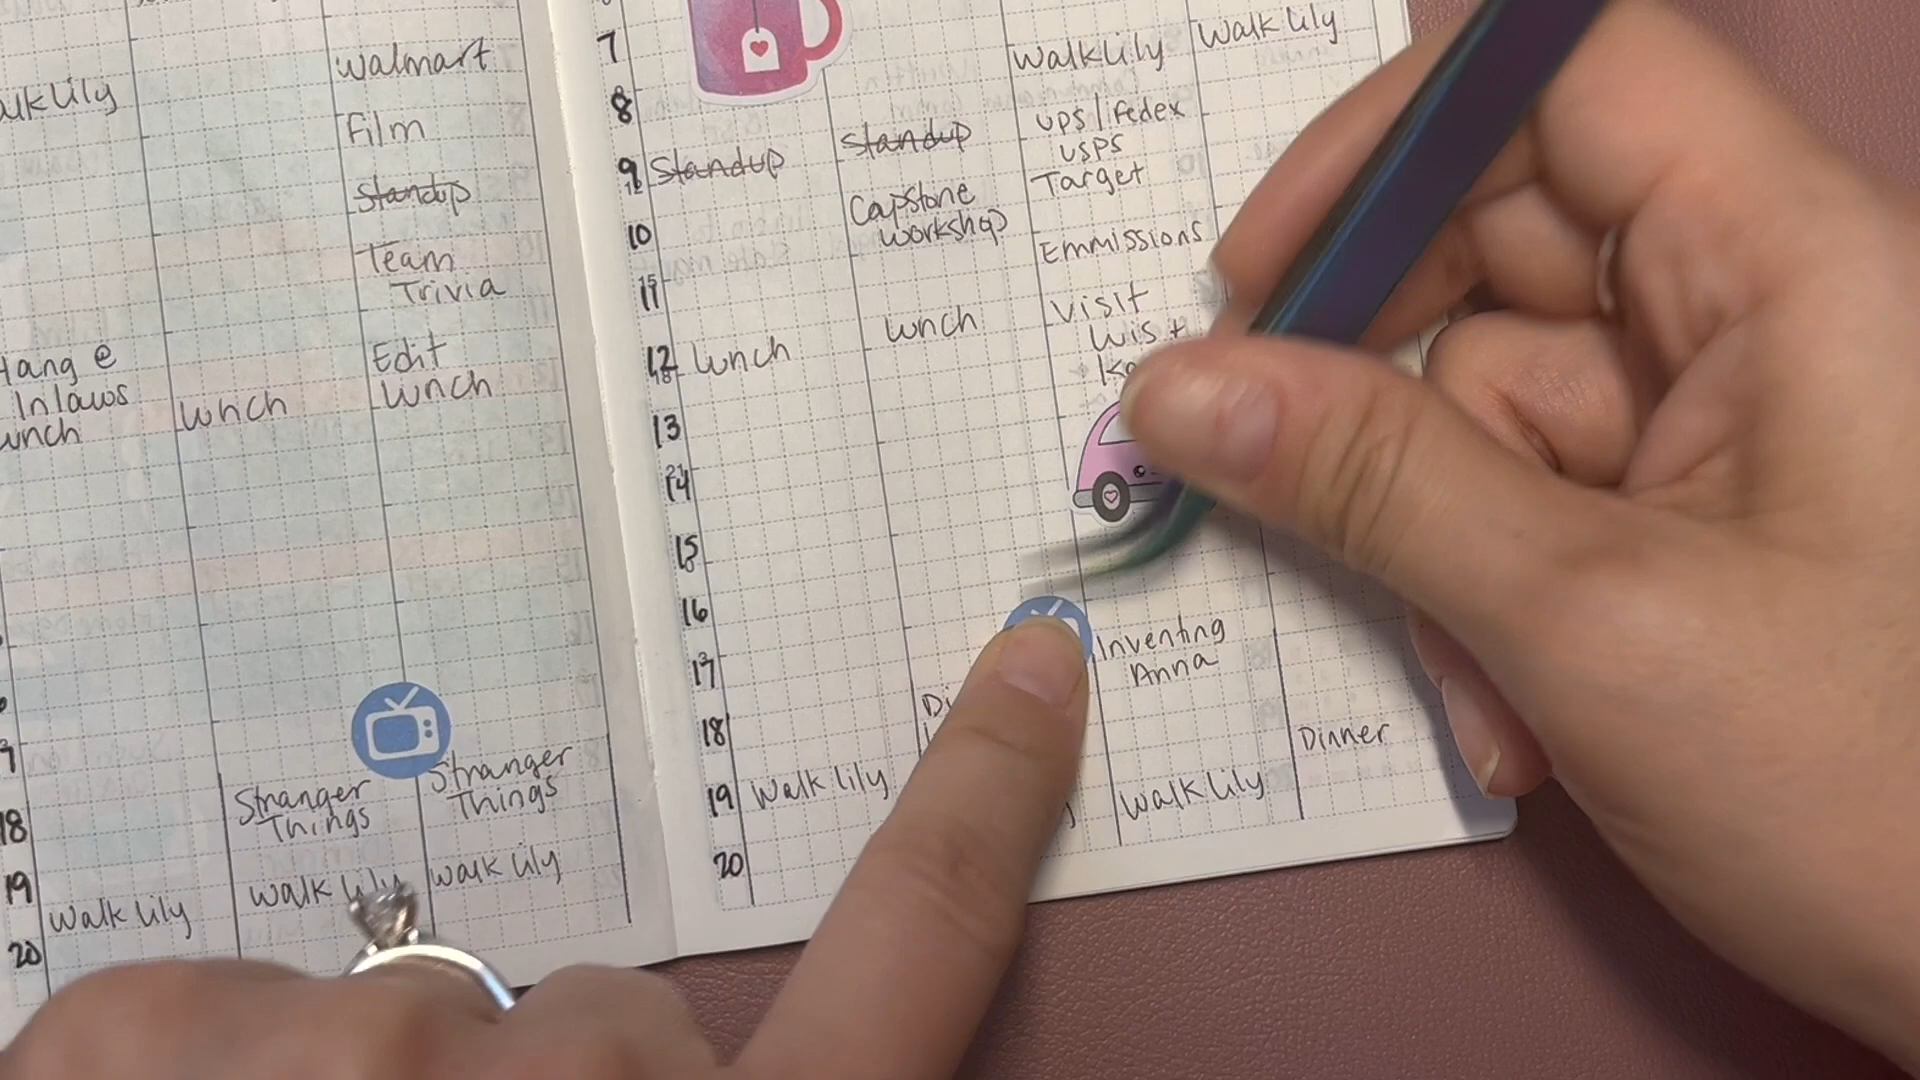 Walk Lily
Walmart
Film
Standup
Team
Trivia
Hang @
Inlaws
Lunch
Lunch
Edit
Lunch
Stranger
Things
Stranger
Things
18
19
20
Walk Lily
Walk Lily
Walk Lily
7
8
9
10
11
12
13
14
15
16
17
18
19
20
Standup
Lunch
Walk Lily
Standup
Capstone
Workshop
Lunch
Walk Lily
UPS/Fedex
USPS
Target
Emmissions
Visit
Luis +
Inventing
Anna
Walk Lily
Walk Lily
Dinner